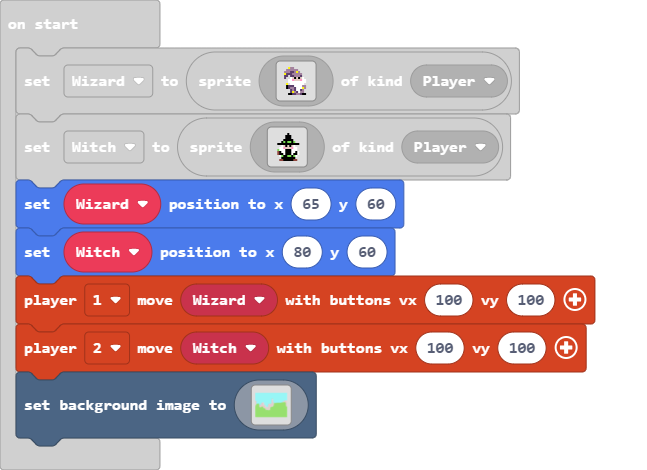 on start
set Wizard to sprite of kind Player
set Witch to sprite of kind Player
set Wizard position to x 65 y 60
set Witch position to x 80 y 60
player 1 move Wizard with buttons vx 100 vy 100
player 2 move Witch with buttons vx 100 vy 100
set background image to